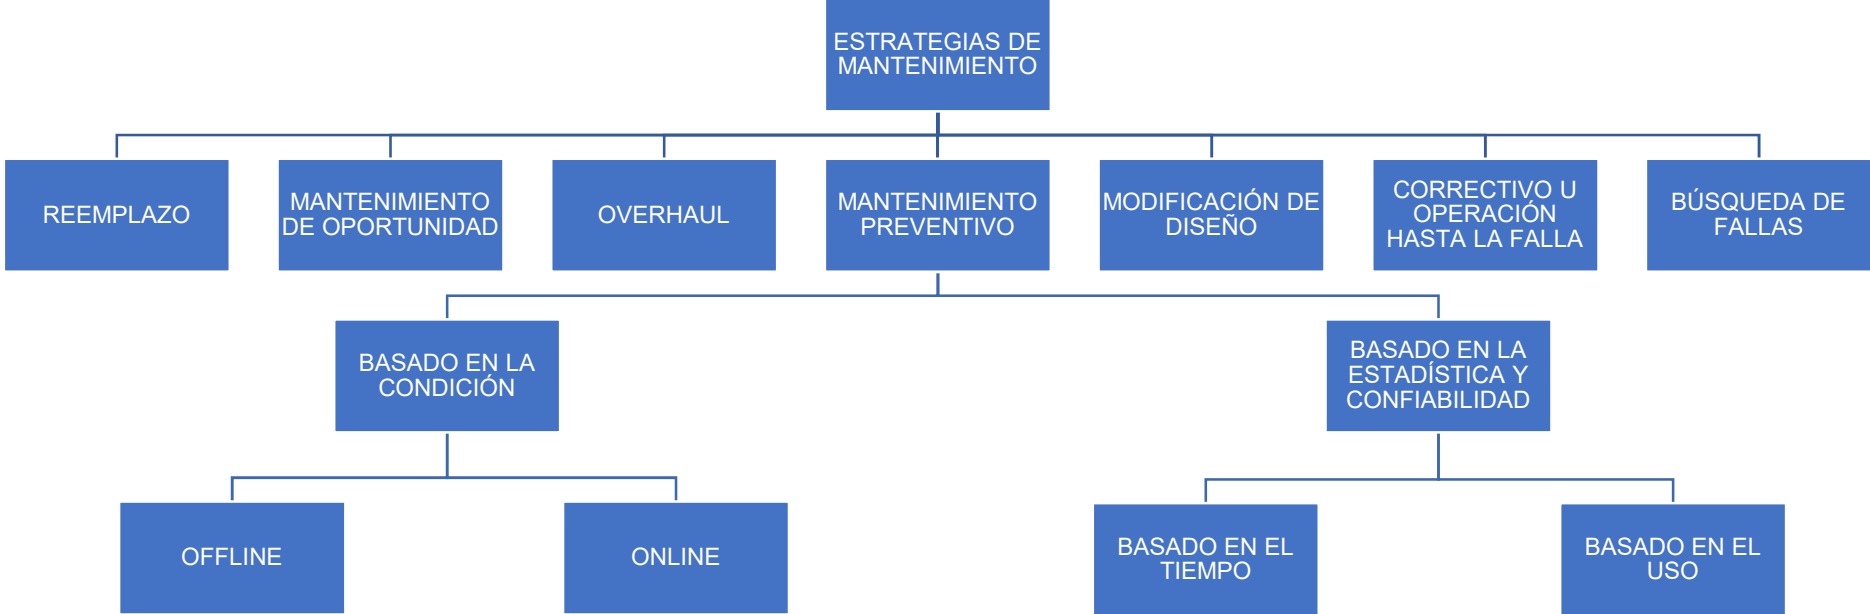 ESTRATEGIAS DE
MANTENIMIENTO
REEMPLAZO
MANTENIMIENTO
DE OPORTUNIDAD
OVERHAUL
MANTENIMIENTO
PREVENTIVO
MODIFICACIÓN DE
DISEÑO
CORRECTIVO U
OPERACIÓN
HASTA LA FALLA
BÚSQUEDA DE
FALLAS
BASADO EN LA
CONDICIÓN
BASADO EN LA
ESTADÍSTICA Y
CONFIABILIDAD
OFFLINE
ONLINE
BASADO EN EL
TIEMPO
BASADO EN EL
USO